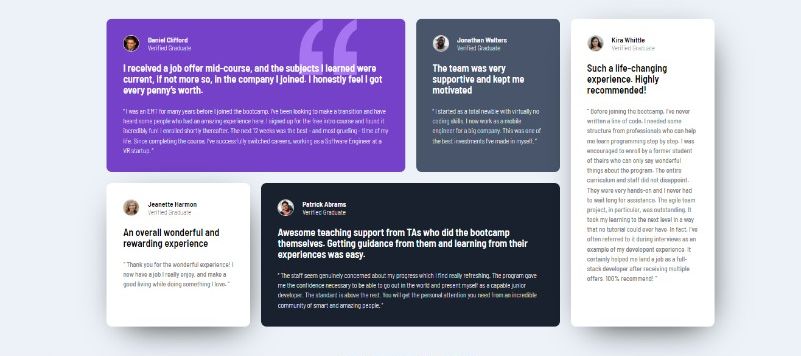 Daniel Clifford
Verified Graduate
I received a job offer mid-course, and the subjects I learned were
current, if not more so, in the company I joined. I honestly feel I got
every penny's worth.
" I was an EMT for many years before I joined the bootcamp. I've been looking to make a transition and have
heard some people who had an amazing experience here. I signed up for the free intro course and found it
incredibly fun! I enrolled shortly thereafter. The next 12 weeks was the best - and most grueling - time of my
life. Since completing the course, I've successfully switched careers, working as a Software Engineer at a
VR startup. "
Jonathan Walters
Verified Graduate
The team was very
supportive and kept me
motivated
" I started as a total newbie with virtually no
coding skills. I now work as a mobile
engineer for a big company. This was one of
the best investments I've made in myself. "
Kira Whittle
Verified Graduate
Such a life-changing
experience. Highly
recommended!
" Before joining the bootcamp, I've never
written a line of code. I needed some
structure from professionals who can help
me learn programming step by step. I was
encouraged to enroll by a former student
of theirs who can only say wonderful
things about the program. The entire
curriculum and staff did not disappoint.
They were very hands-on and I never had
to wait long for assistance. The agile team
project, in particular, was outstanding. It
took my learning to the next level in a way
that no tutorial could ever have. In fact, I've
often referred to it during interviews as an
example of my developent experience. It
certainly helped me land a job as a full-
stack developer after receiving multiple
offers. 100% recommend! "
Jeanette Harmon
Verified Graduate
An overall wonderful and
rewarding experience
" Thank you for the wonderful experience! I
now have a job I really enjoy, and make a
good living while doing something I love. "
Patrick Abrams
Verified Graduate
Awesome teaching support from TAs who did the bootcamp
themselves. Getting guidance from them and learning from their
experiences was easy.
" The staff seem genuinely concerned about my progress which I find really refreshing. The program gave
me the confidence necessary to be able to go out in the world and present myself as a capable junior
developer. The standard is above the rest. You will get the personal attention you need from an incredible
community of smart and amazing people. "